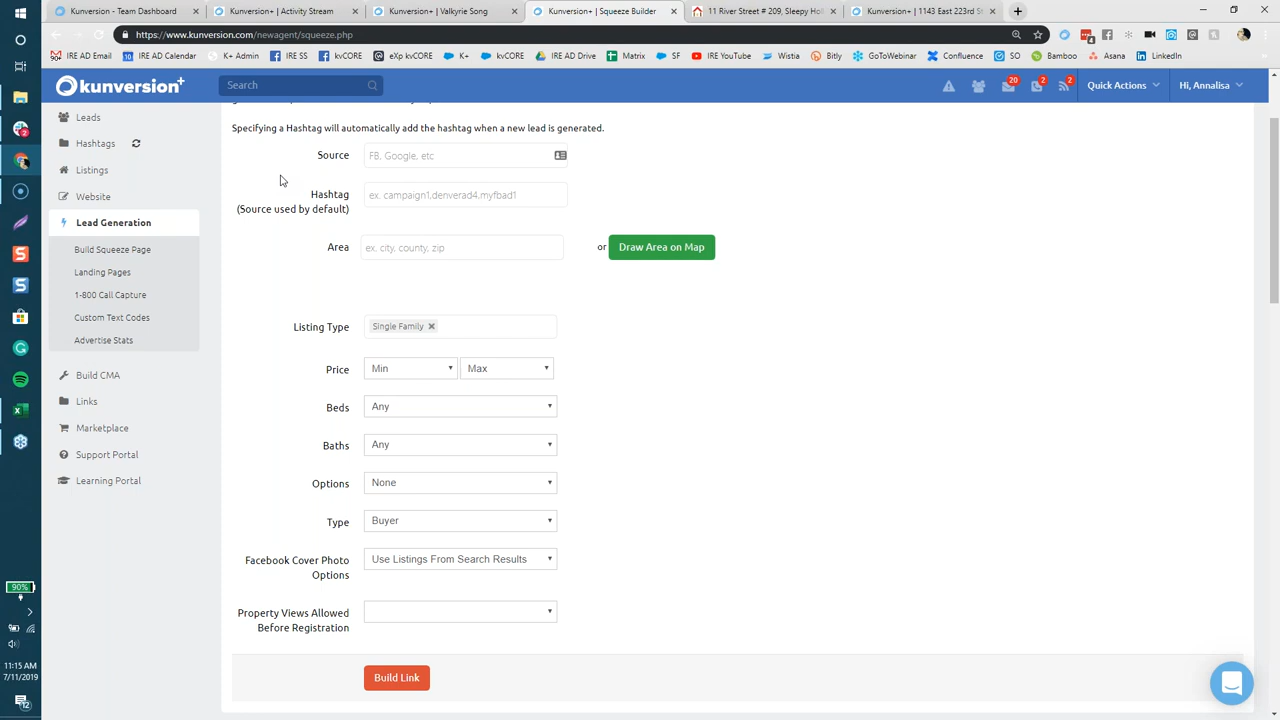 Kunversion - Team Dashboard
Kunversion+ | Activity Stream
Kunversion+ | Valkyrie Song
Kunversion+ | Squeeze Builder
11 River Street # 209, Sleepy Hol
Kunversion+ | 1143 East 223rd S
https://www.kunversion.com/newagent/squeeze.php
IRE AD Email
IRE AD Calendar
K+ Admin
IRE SS
eXp kvCORE
K+
kvCORE
IRE AD Drive
Matrix
SF
IRE YouTube
Wistia
Bitly
GoToWebinar
Confluence
SO
Bamboo
Asana
LinkedIn
kunversion+
Search
20
2
2
Quick Actions
Hi, Annalisa
Leads
Hashtags
Listings
Website
Lead Generation
Build Squeeze Page
Landing Pages
1-800 Call Capture
Custom Text Codes
Advertise Stats
Build CMA
Links
Marketplace
Support Portal
Learning Portal
Specifying a Hashtag will automatically add the hashtag when a new lead is generated.
Source
FB, Google, etc
Hashtag
(Source used by default)
ex. campaign1,denverad4,myfbad1
Area
ex. city, county, zip
or
Draw Area on Map
Listing Type
Single Family
Price
Min
Max
Beds
Any
Baths
Any
Options
None
Type
Buyer
Facebook Cover Photo
Options
Use Listings From Search Results
Property Views Allowed
Before Registration
Build Link
90%
11:15 AM
7/11/2019
12